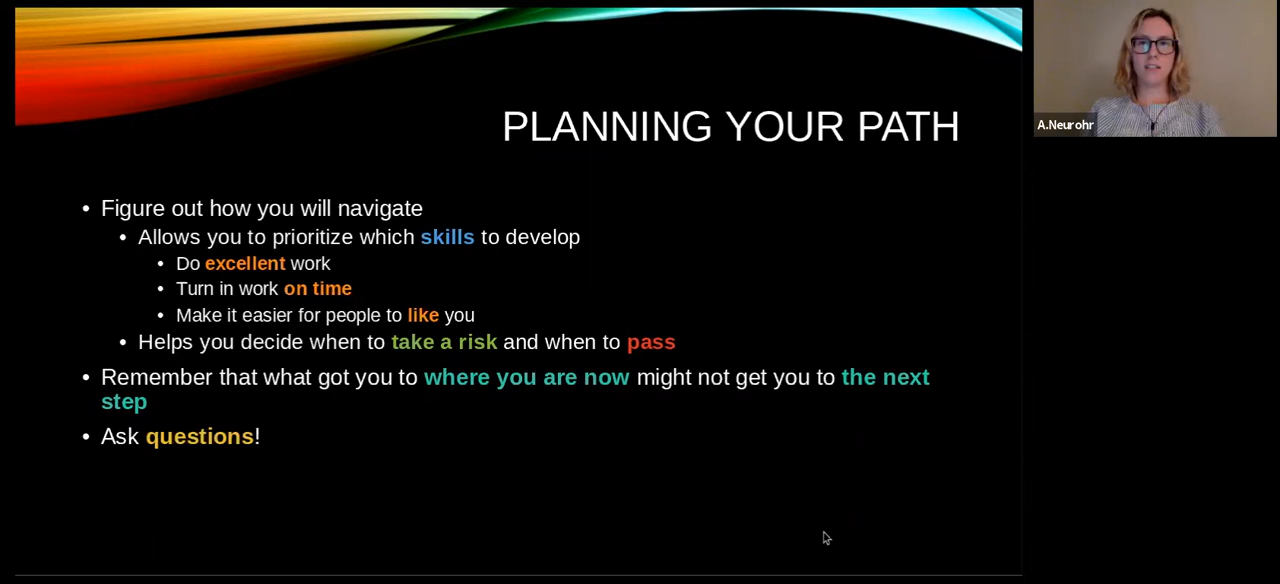 PLANNING YOUR PATH
A.Neurohr
• Figure out how you will navigate
• Allows you to prioritize which skills to develop
• Do excellent work
• Turn in work on time
• Make it easier for people to like you
• Helps you decide when to take a risk and when to pass
• Remember that what got you to where you are now might not get you to the next
step
• Ask questions!